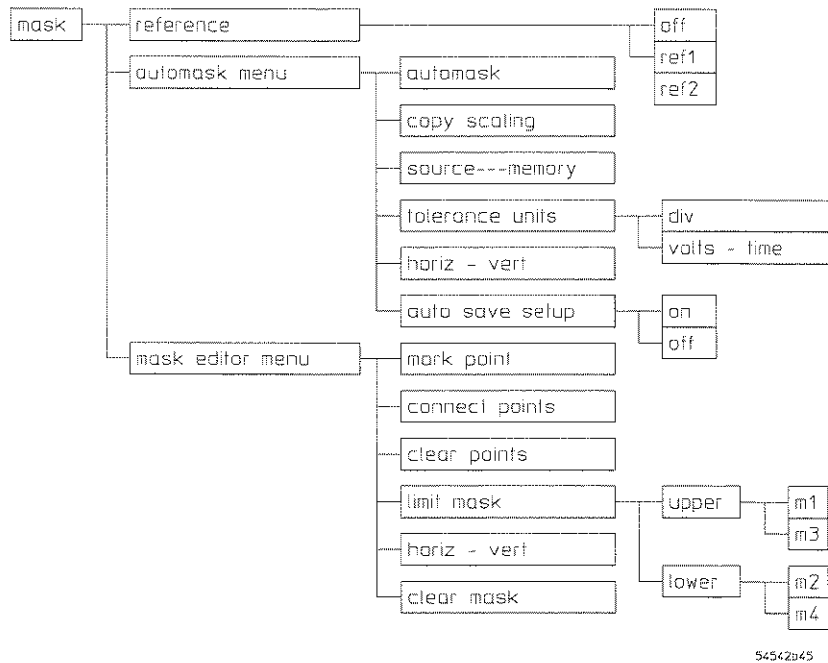 mask
reference
off
ref1
ref2
automask menu
automask
copy scaling
source---memory
tolerance units
div
volts - time
horiz - vert
auto save setup
on
off
mask editor menu
mark point
connect points
clear points
limit mask
upper
m1
m3
lower
m2
m4
horiz - vert
clear mask
54542b45